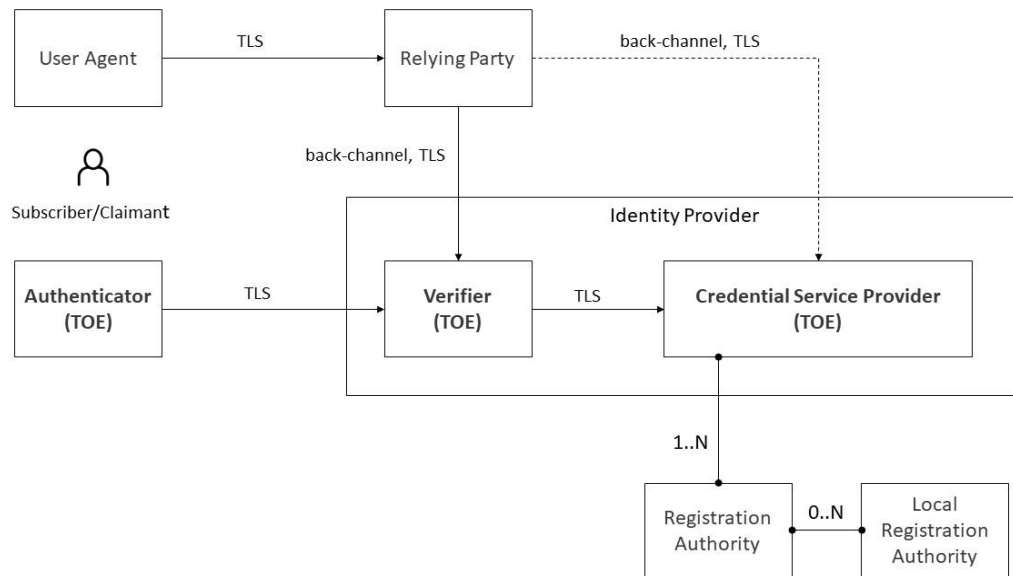 User Agent
TLS
Relying Party
back-channel, TLS
back-channel, TLS
Subscriber/Claimant
Identity Provider
Authenticator
(TOE)
TLS
Verifier
(TOE)
TLS
Credential Service Provider
(TOE)
1..N
Registration
Authority
0..N
Local
Registration
Authority